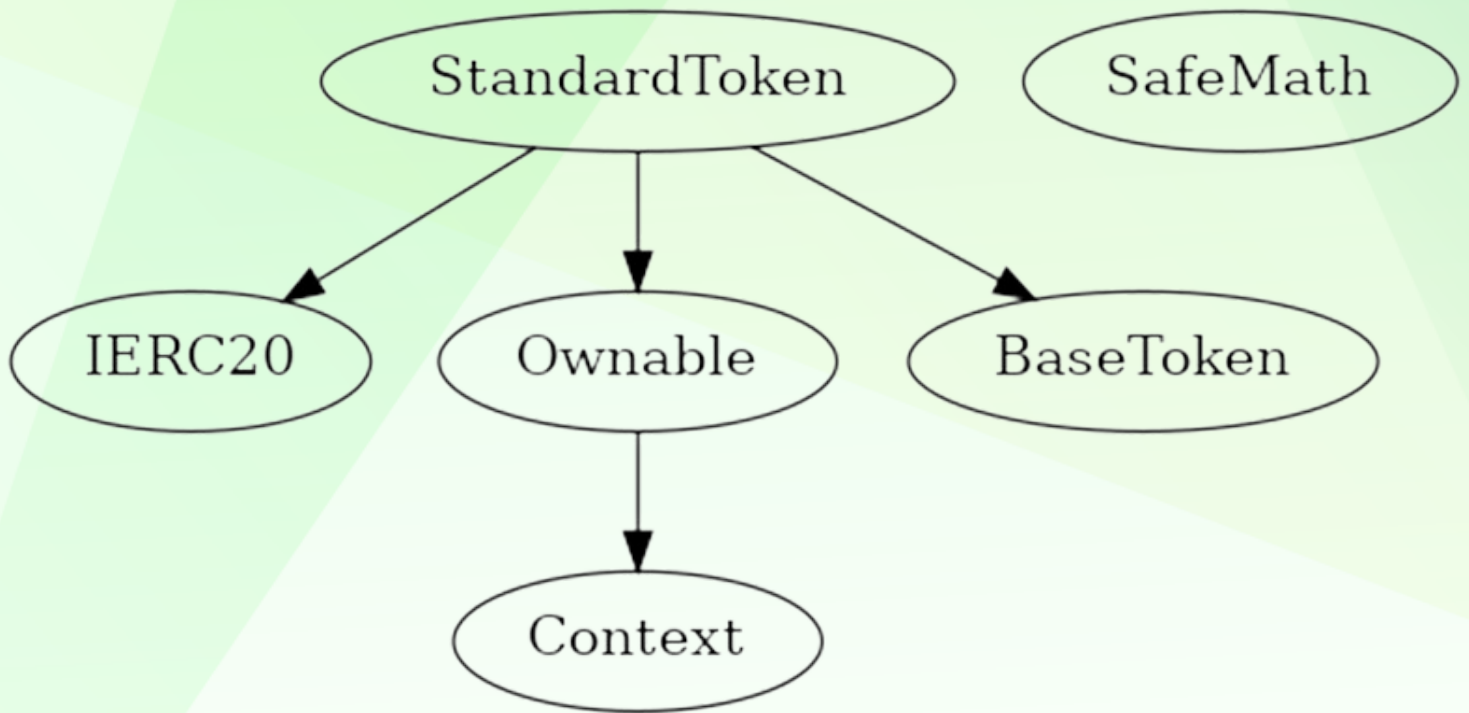 StandardToken
SafeMath
IERC20
Ownable
BaseToken
Context